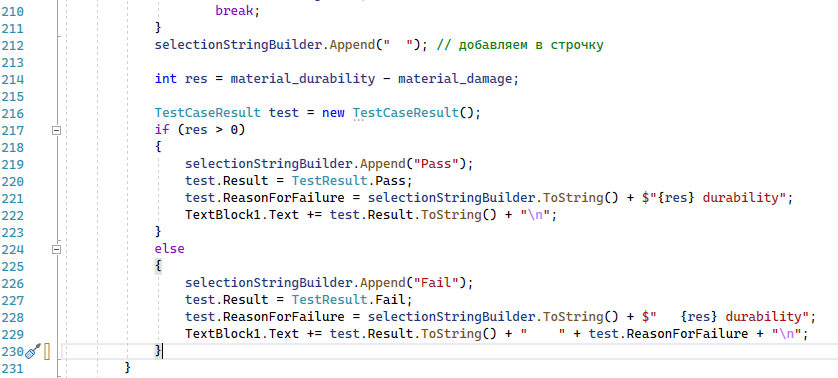 210 break;
211 }
212 selectionStringBuilder.Append("  "); // добавляем в строчку
213
214 int res = material_durability - material_damage;
215
216 TestCaseResult test = new TestCaseResult();
217 if (res > 0)
218 {
219 selectionStringBuilder.Append("Pass");
220 test.Result = TestResult.Pass;
221 test.ReasonForFailure = selectionStringBuilder.ToString() + $"{res} durability";
222 TextBlock1.Text += test.Result.ToString() + "\n";
223 }
224 else
225 {
226 selectionStringBuilder.Append("Fail");
227 test.Result = TestResult.Fail;
228 test.ReasonForFailure = selectionStringBuilder.ToString() + $"   {res} durability";
229 TextBlock1.Text += test.Result.ToString() + "    " + test.ReasonForFailure + "\n";
230 }
231 }